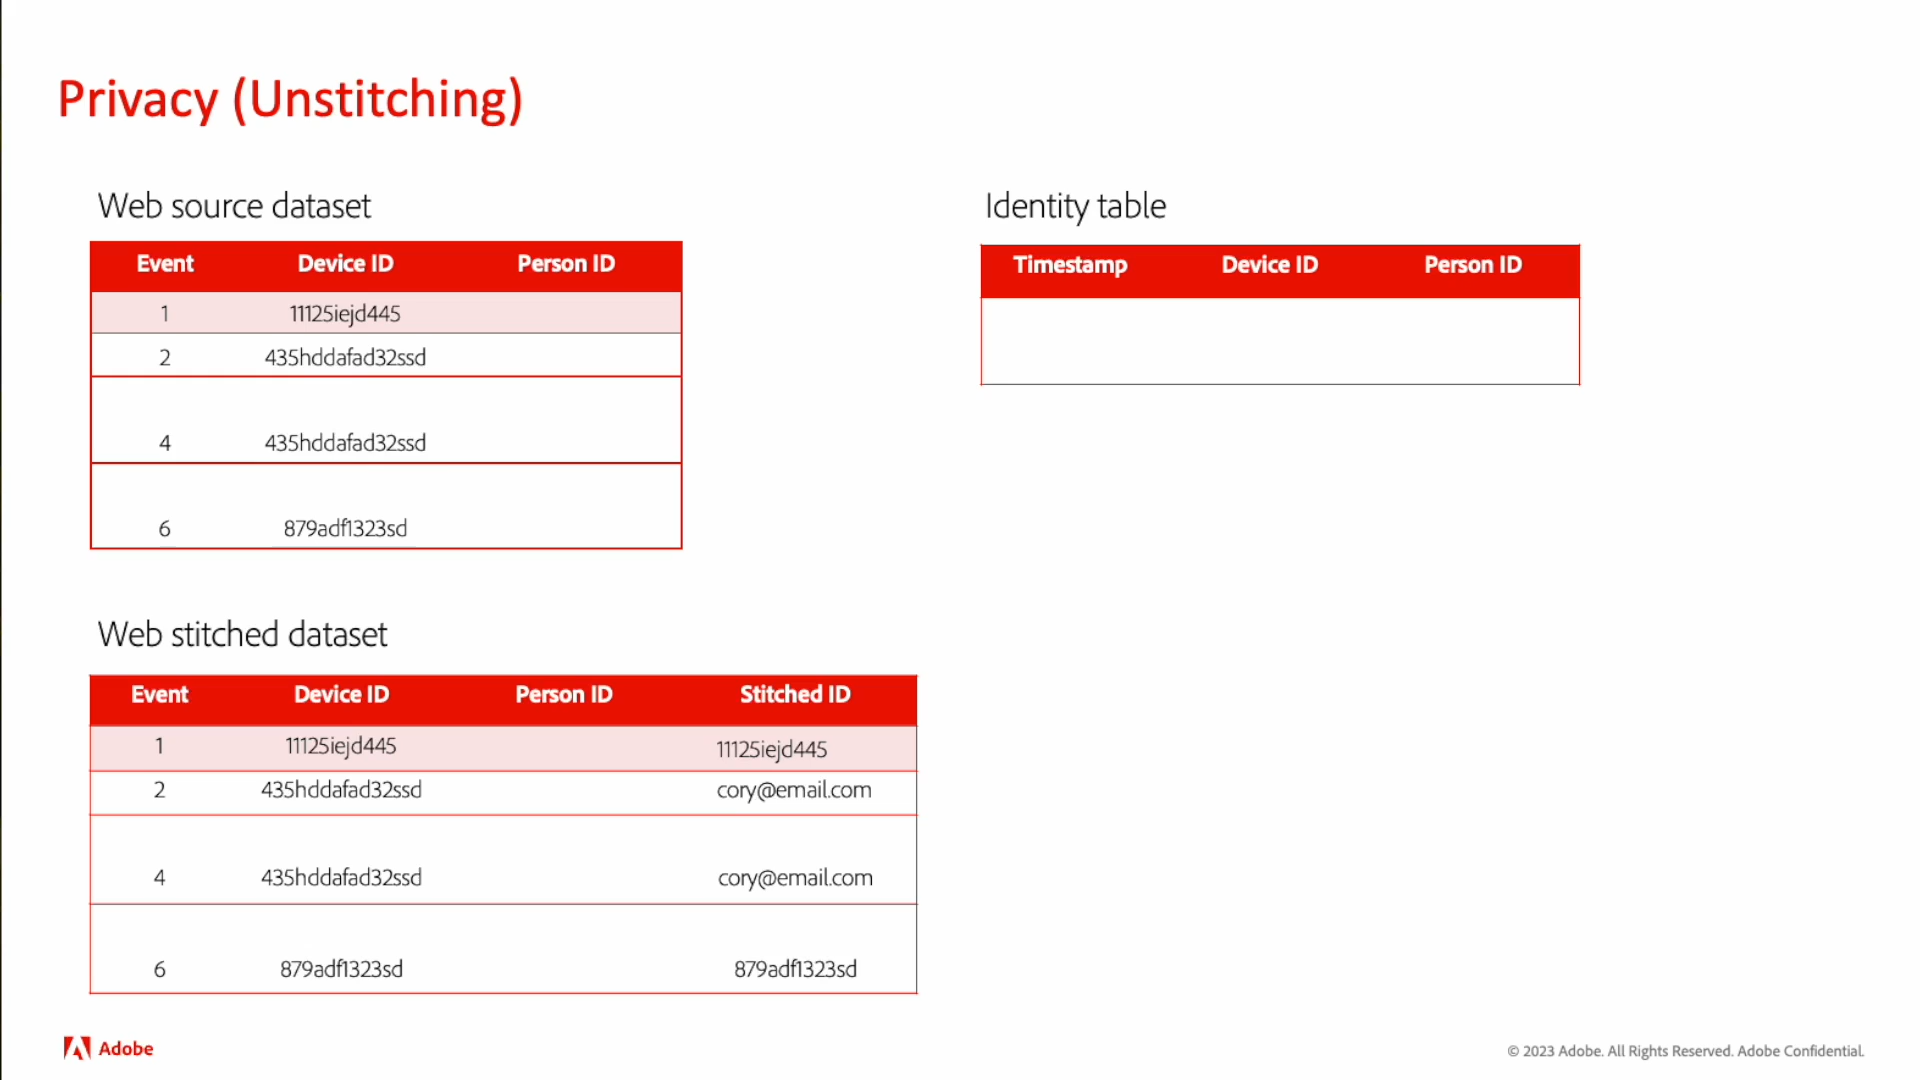 Privacy (Unstitching)
Web source dataset
Event Device ID Person ID
1 11125iejd445
2 435hddafad32ssd
4 435hddafad32ssd
6 879adf1323sd
Identity table
Timestamp Device ID Person ID
Web stitched dataset
Event Device ID Person ID Stitched ID
1 11125iejd445 11125iejd445
2 435hddafad32ssd cory@email.com
4 435hddafad32ssd cory@email.com
6 879adf1323sd 879adf1323sd
Adobe
© 2023 Adobe. All Rights Reserved. Adobe Confidential.